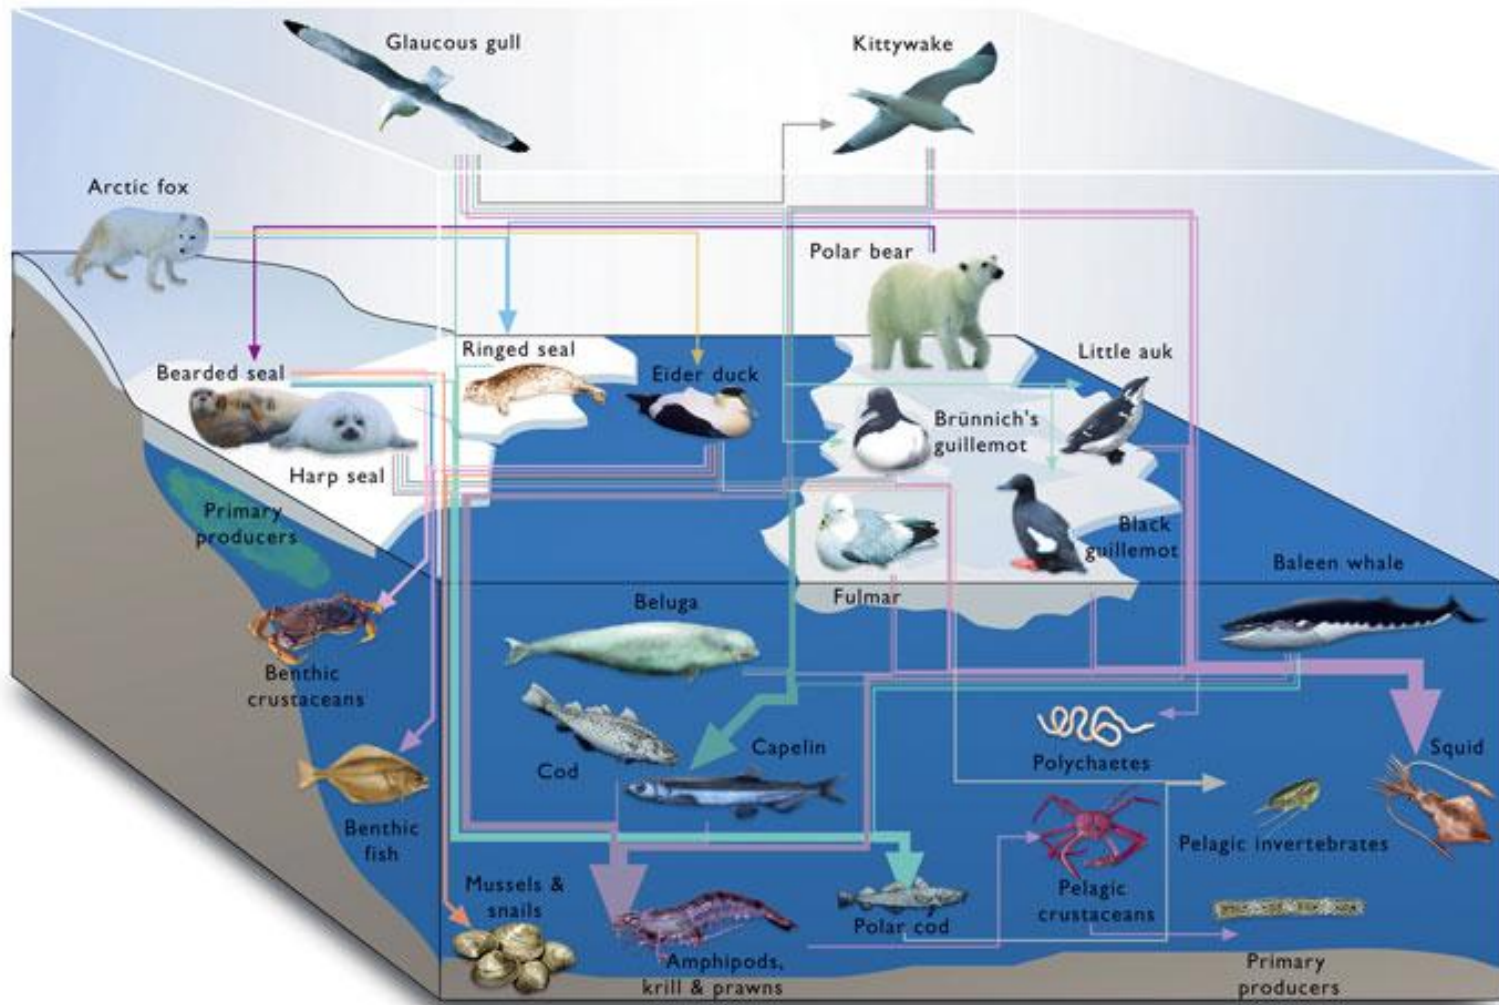 Glaucous gull
Kittywake
Arctic fox
Polar bear
Ringed seal
Little auk
Bearded seal
Eider duck
Brünnich's
guillemot
Harp seal
Primary
producers
Black
guillemot
Baleen whale
Beluga
Fulmar
Benthic
crustaceans
Cod
Capelin
Polychaetes
Squid
Benthic
fish
Pelagic invertebrates
Mussels &
snails
Pelagic
crustaceans
Polar cod
Amphipods,
krill & prawns
Primary
producers